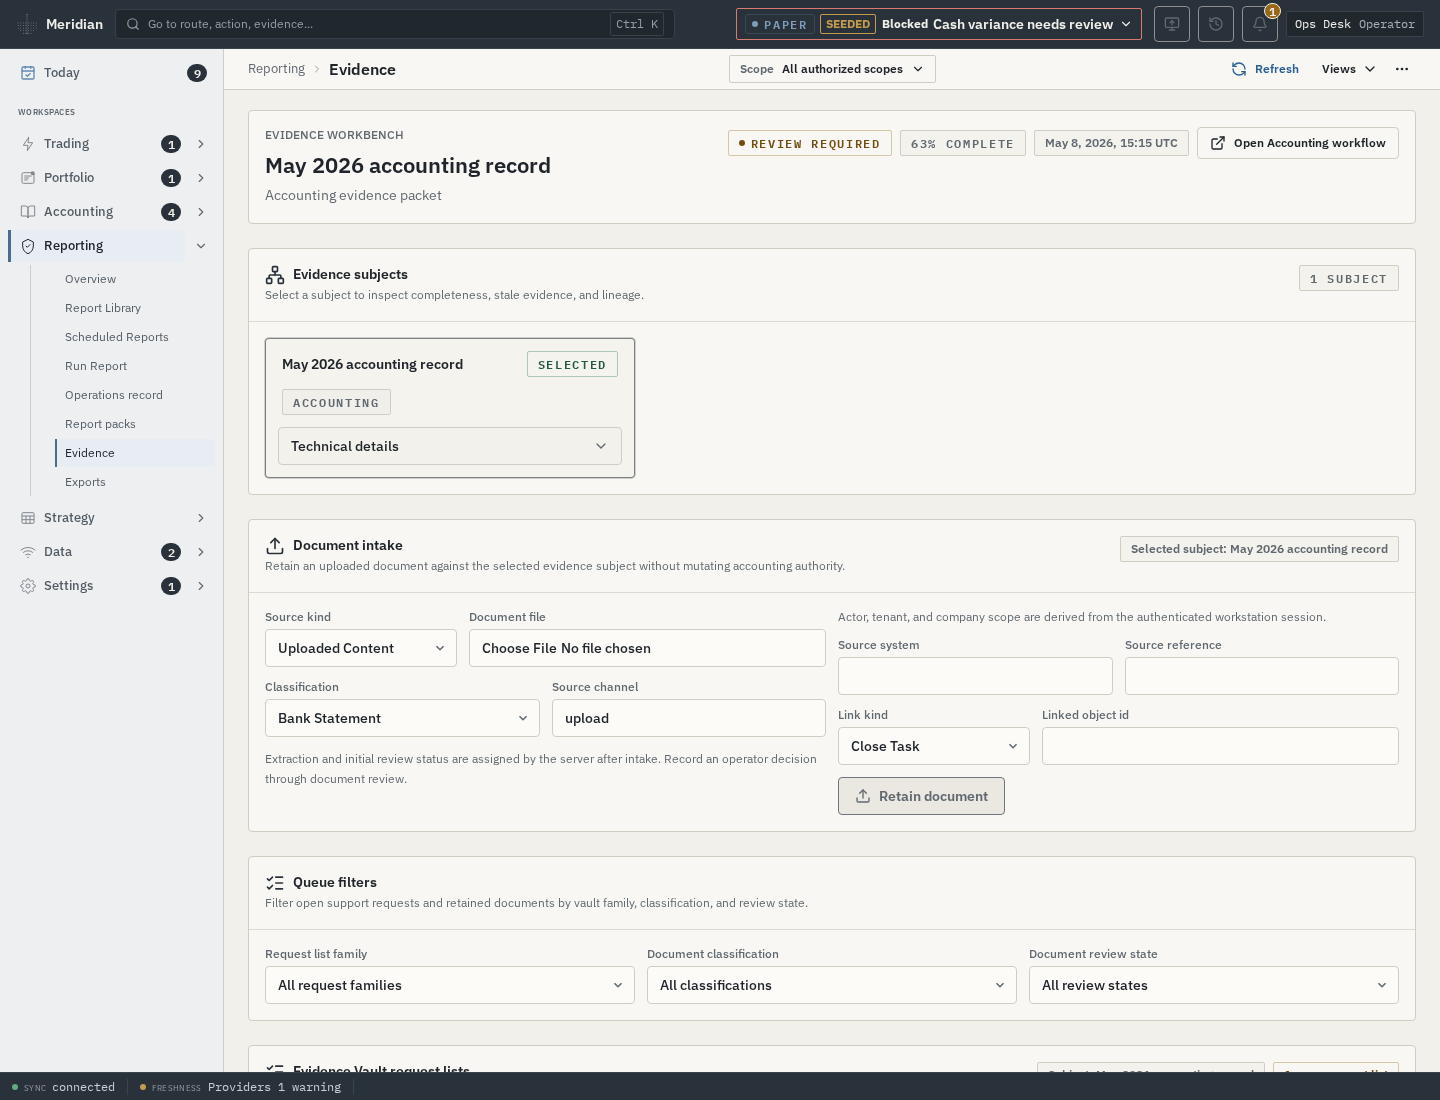 Meridian
Go to route, action, evidence...
Ctrl K
PAPER
SEEDED
Blocked Cash variance needs review
1
Ops Desk Operator
Today
9
WORKSPACES
Trading
1
Portfolio
1
Accounting
4
Reporting
Overview
Report Library
Scheduled Reports
Run Report
Operations record
Report packs
Evidence
Exports
Strategy
Data
2
Settings
1
Reporting
Evidence
Scope All authorized scopes
Refresh
Views
EVIDENCE WORKBENCH
May 2026 accounting record
Accounting evidence packet
REVIEW REQUIRED
63% COMPLETE
May 8, 2026, 15:15 UTC
Open Accounting workflow
Evidence subjects
Select a subject to inspect completeness, stale evidence, and lineage.
1 SUBJECT
May 2026 accounting record
SELECTED
ACCOUNTING
Technical details
Document intake
Retain an uploaded document against the selected evidence subject without mutating accounting authority.
Selected subject: May 2026 accounting record
Source kind
Uploaded Content
Document file
Choose File No file chosen
Classification
Bank Statement
Source channel
upload
Extraction and initial review status are assigned by the server after intake. Record an operator decision
through document review.
Actor, tenant, and company scope are derived from the authenticated workstation session.
Source system
Source reference
Link kind
Close Task
Linked object id
Retain document
Queue filters
Filter open support requests and retained documents by vault family, classification, and review state.
Request list family
All request families
Document classification
All classifications
Document review state
All review states
Evidence Vault request lists
SYNC connected
FRESHNESS Providers 1 warning